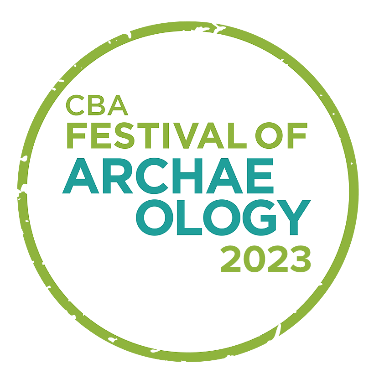 CBA
FESTIVAL OF
ARCHAE
OLOGY
2023